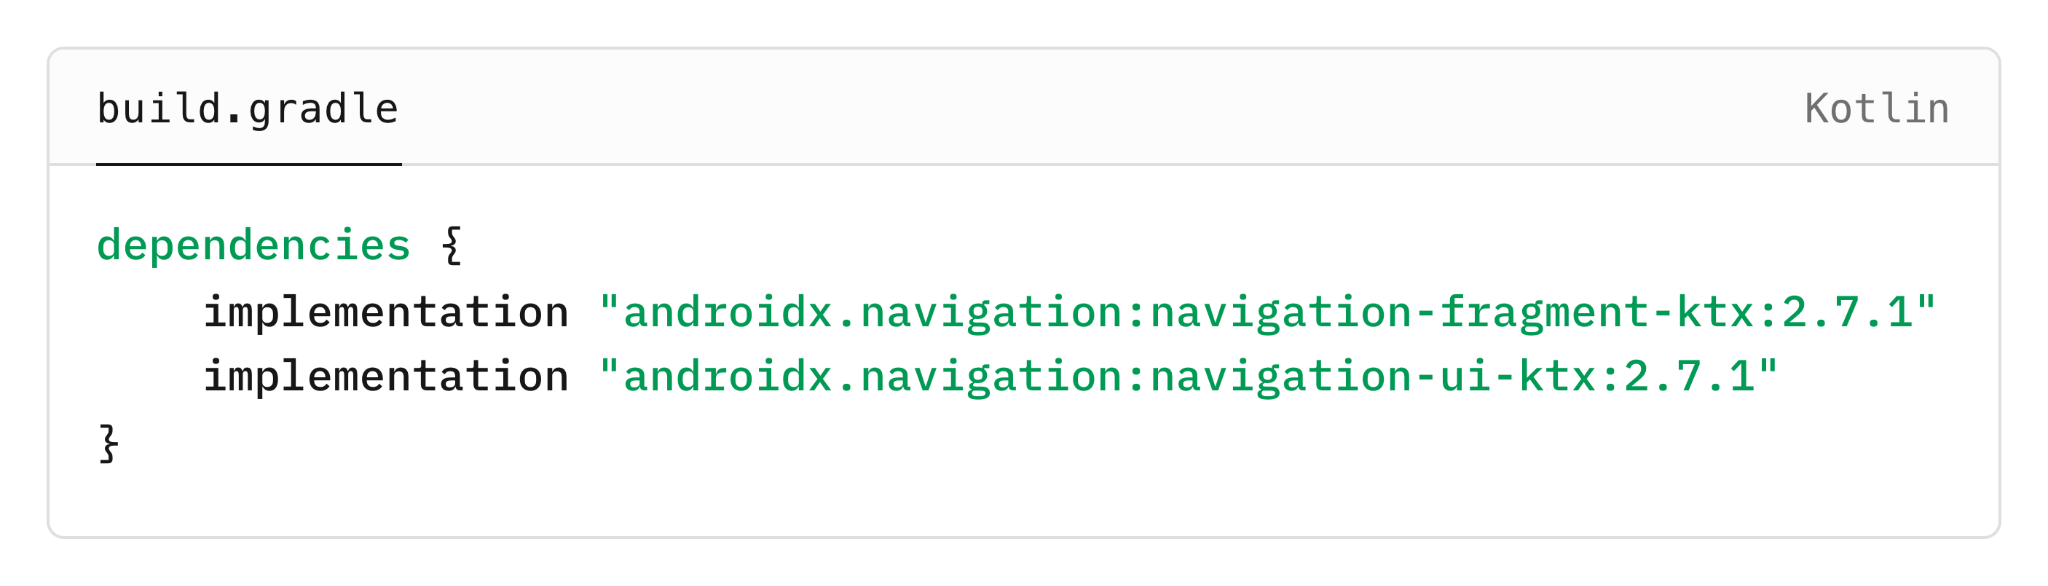 build.gradle
Kotlin
dependencies {
    implementation "androidx.navigation:navigation-fragment-ktx:2.7.1"
    implementation "androidx.navigation:navigation-ui-ktx:2.7.1"
}